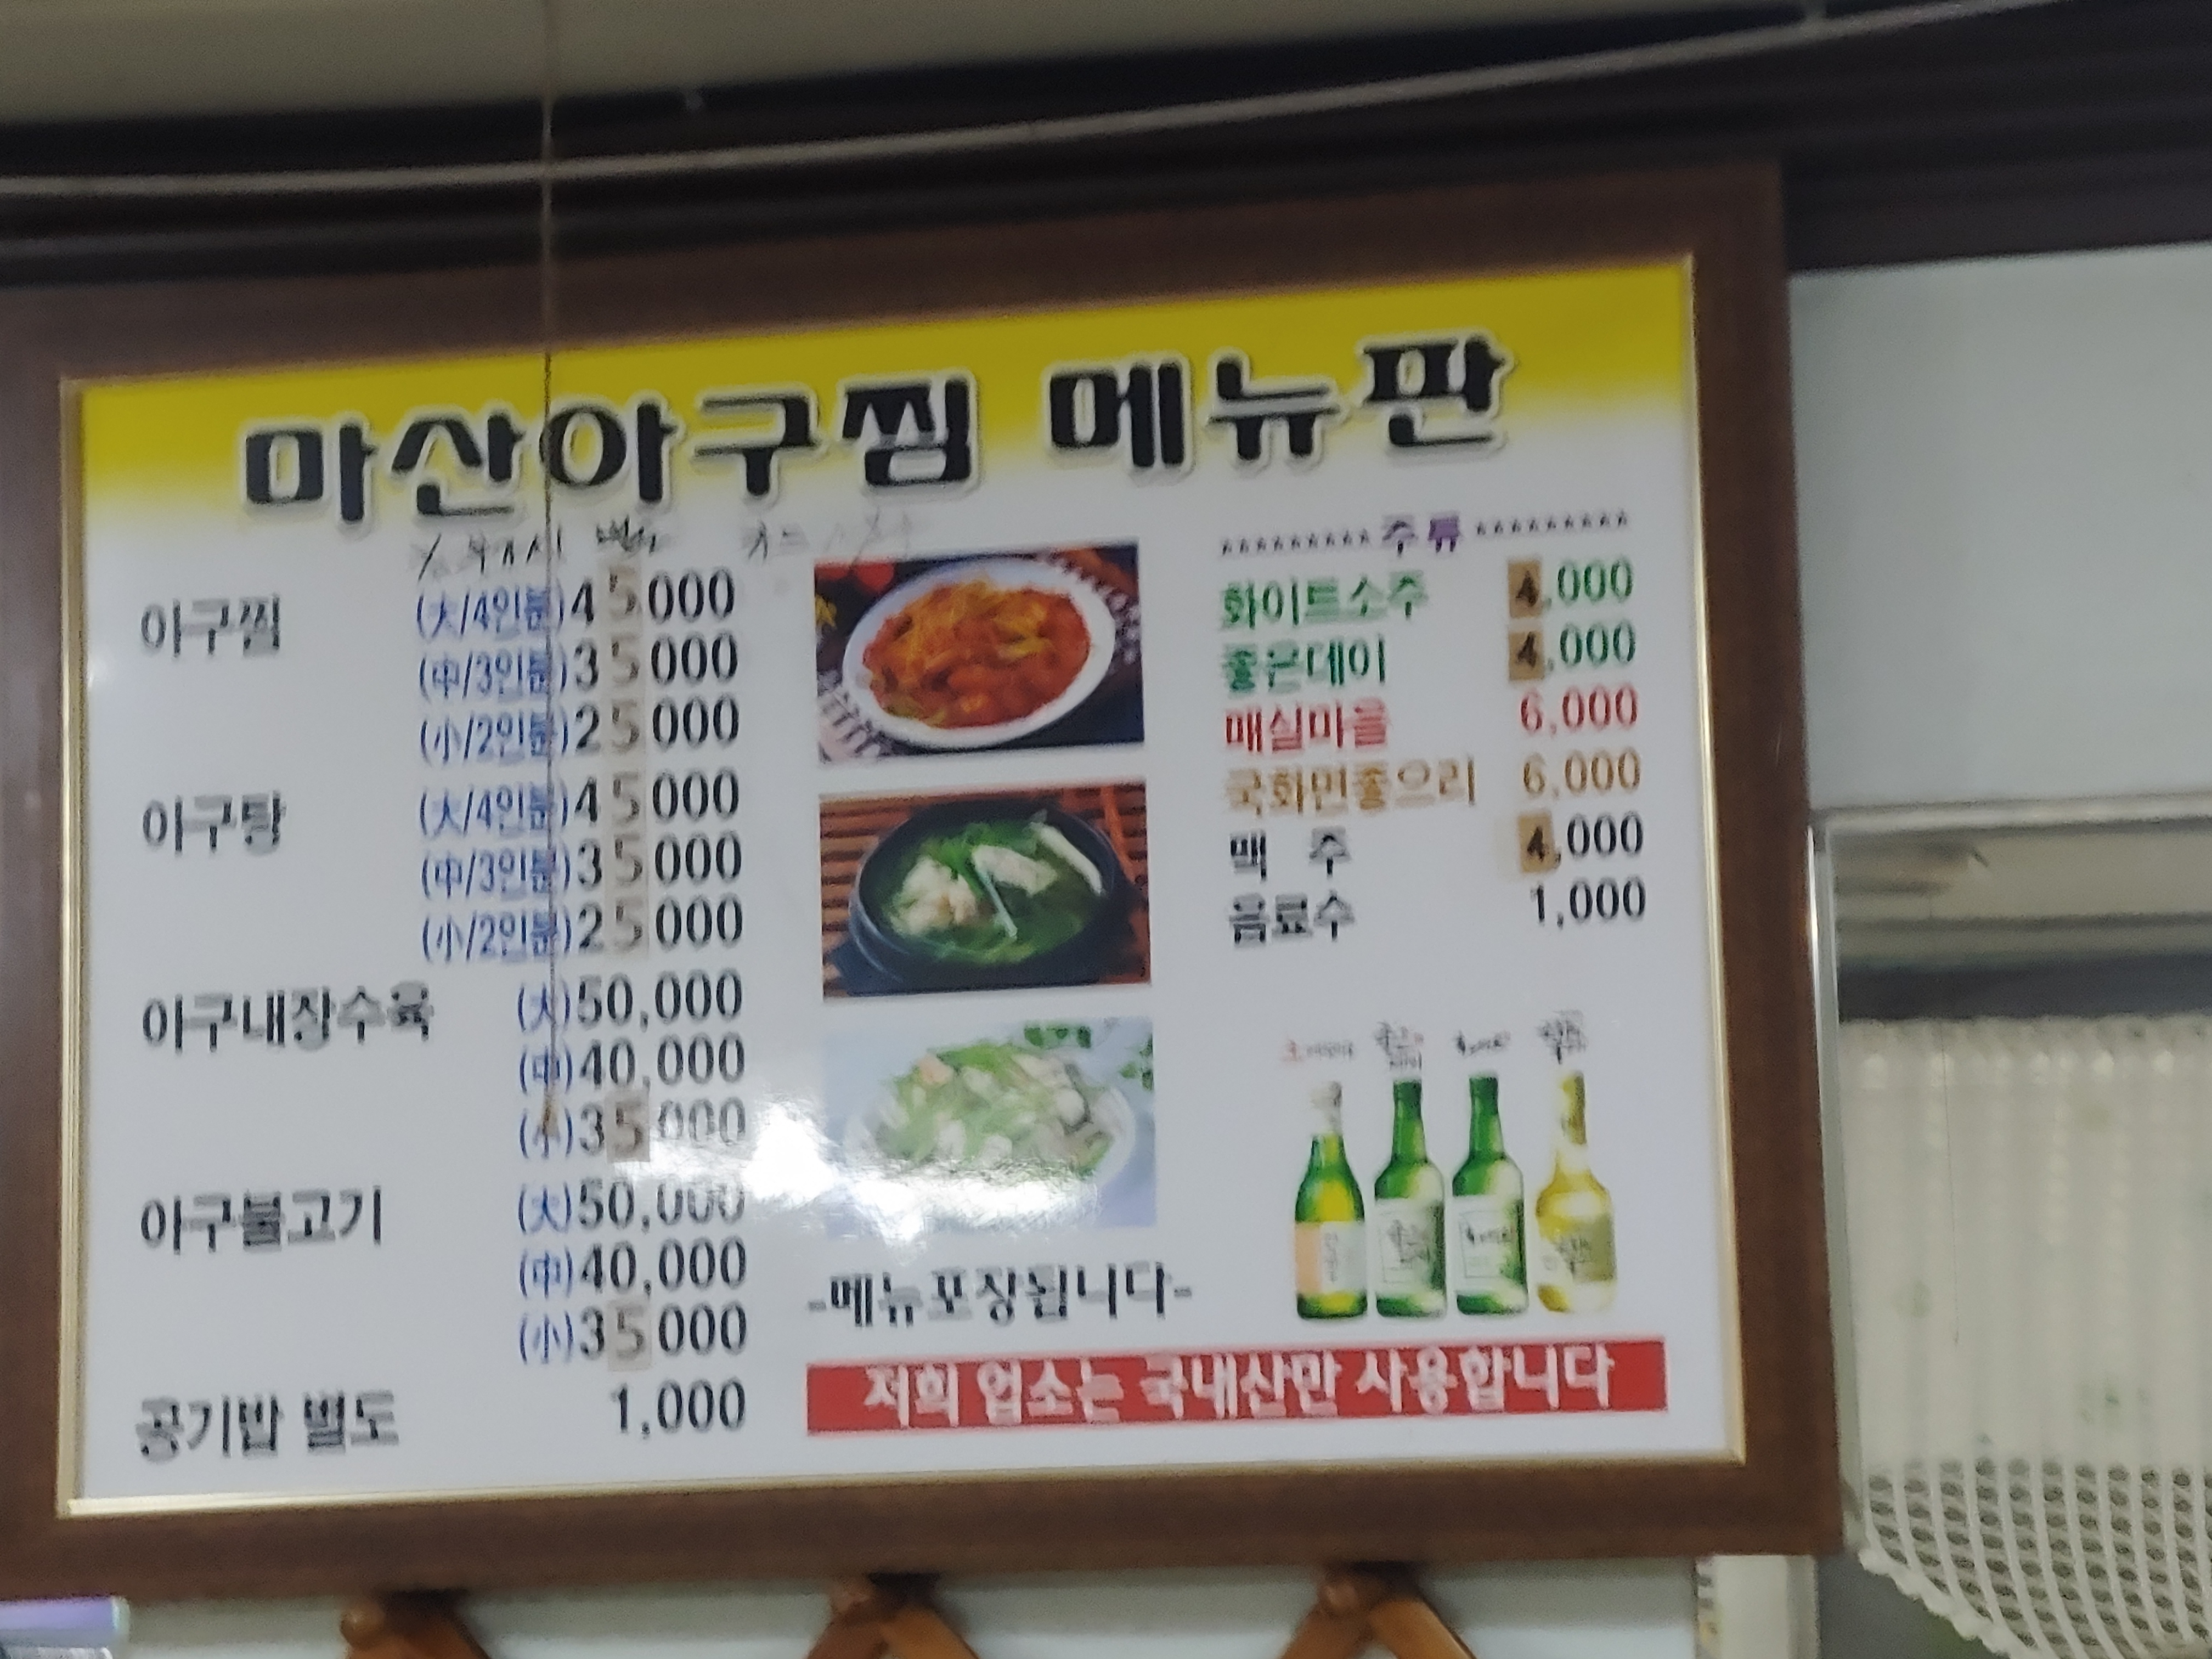 마산아구찜 메뉴판
아구찜 (大/4인분)45000
(中/3인분)35000
(小/2인분)25000
아구탕 (大/4인분)45000
(中/3인분)35000
(小/2인분)25000
아구내장수육 (大)50,000
(中)40,000
(小)35000
아구불고기 (大)50,000
(中)40,000
(小)35000
공기밥 별도 1,000
-메뉴포장됩니다-
********* 주류 *********
화이트소주 4,000
좋은데이 4,000
매실마을 6,000
국화면좋으리 6,000
맥 주 4,000
음료수 1,000
저희 업소는 국내산만 사용합니다